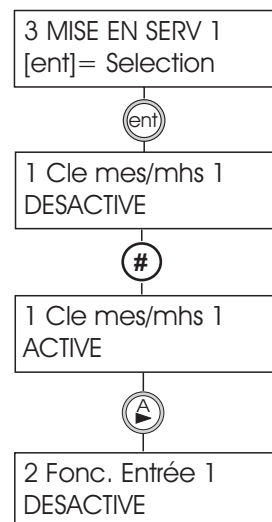 3 MISE EN SERV 1
[ent]= Selection
ent
1 Cle mes/mhs 1
DESACTIVE
#
1 Cle mes/mhs 1
ACTIVE
A
2 Fonc. Entrée 1
DESACTIVE